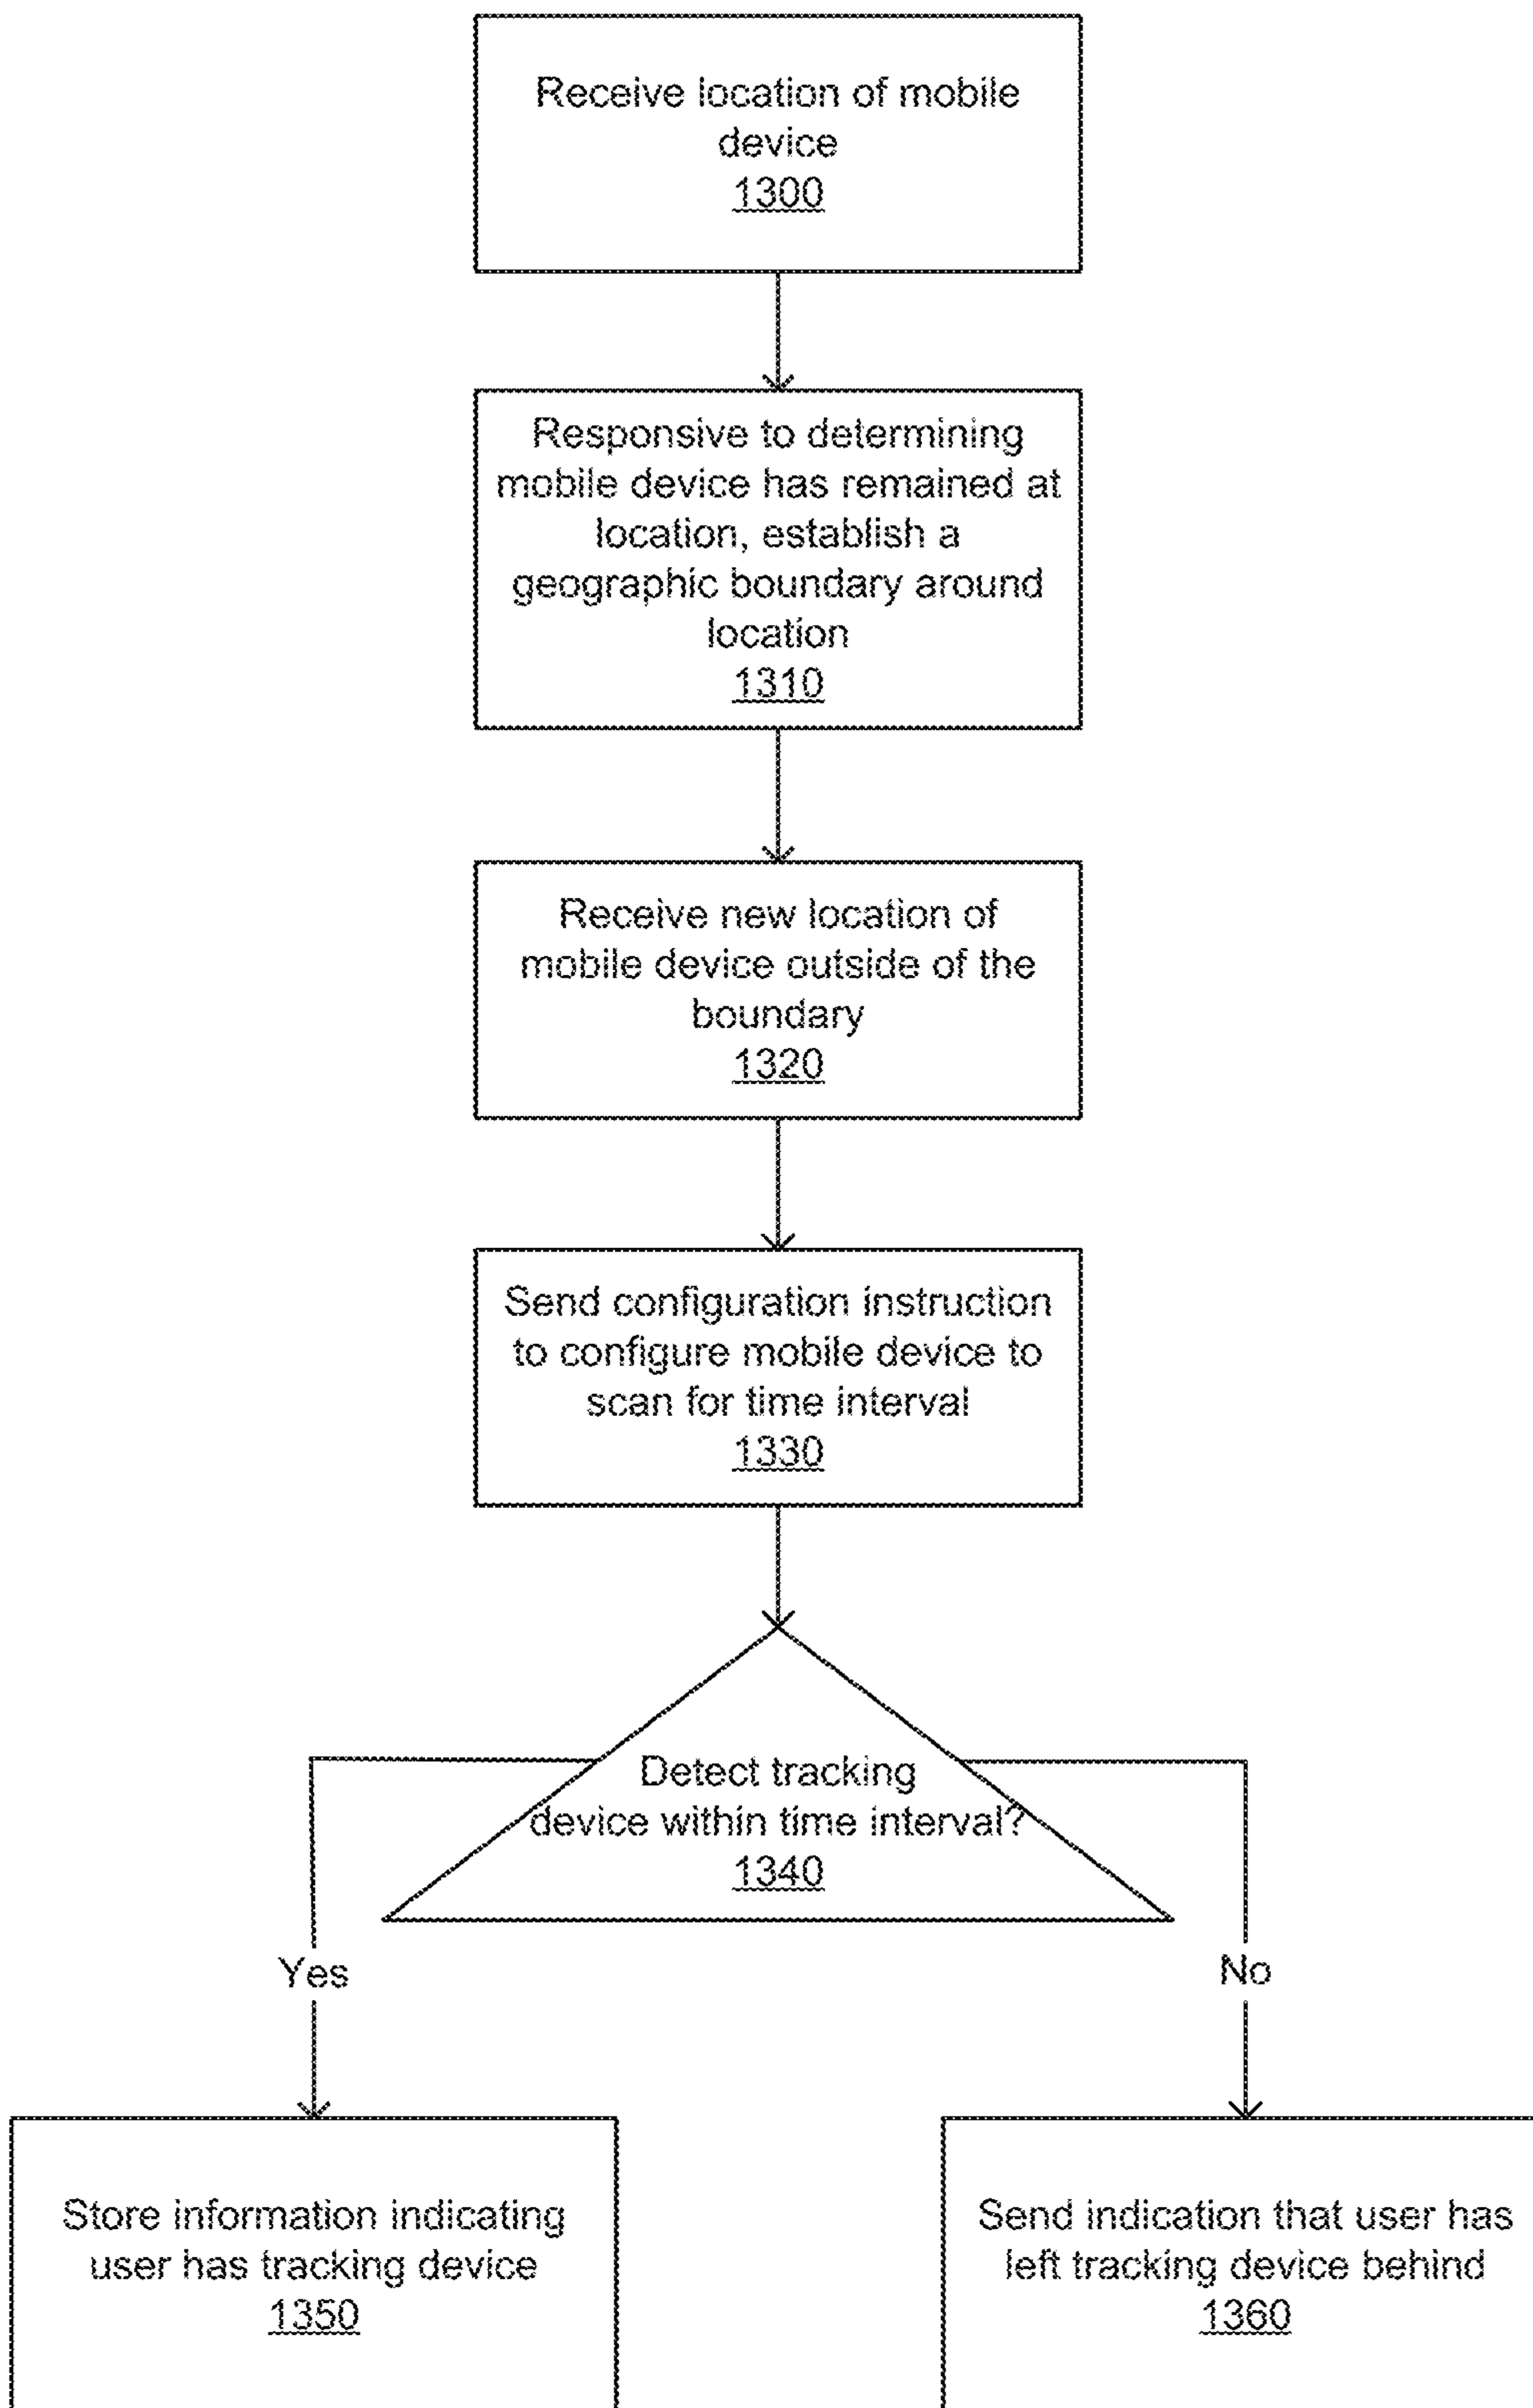 Receive location of mobile
device
1300
Responsive to determining
mobile device has remained at
location, establish a
geographic boundary around
location
1310
Receive new location of
mobile device outside of the
boundary
1320
Send configuration instruction
to configure mobile device to
scan for time interval
1330
Detect tracking
device within time interval?
1340
Yes
No
Store information indicating
user has tracking device
1350
Send indication that user has
left tracking device behind
1360